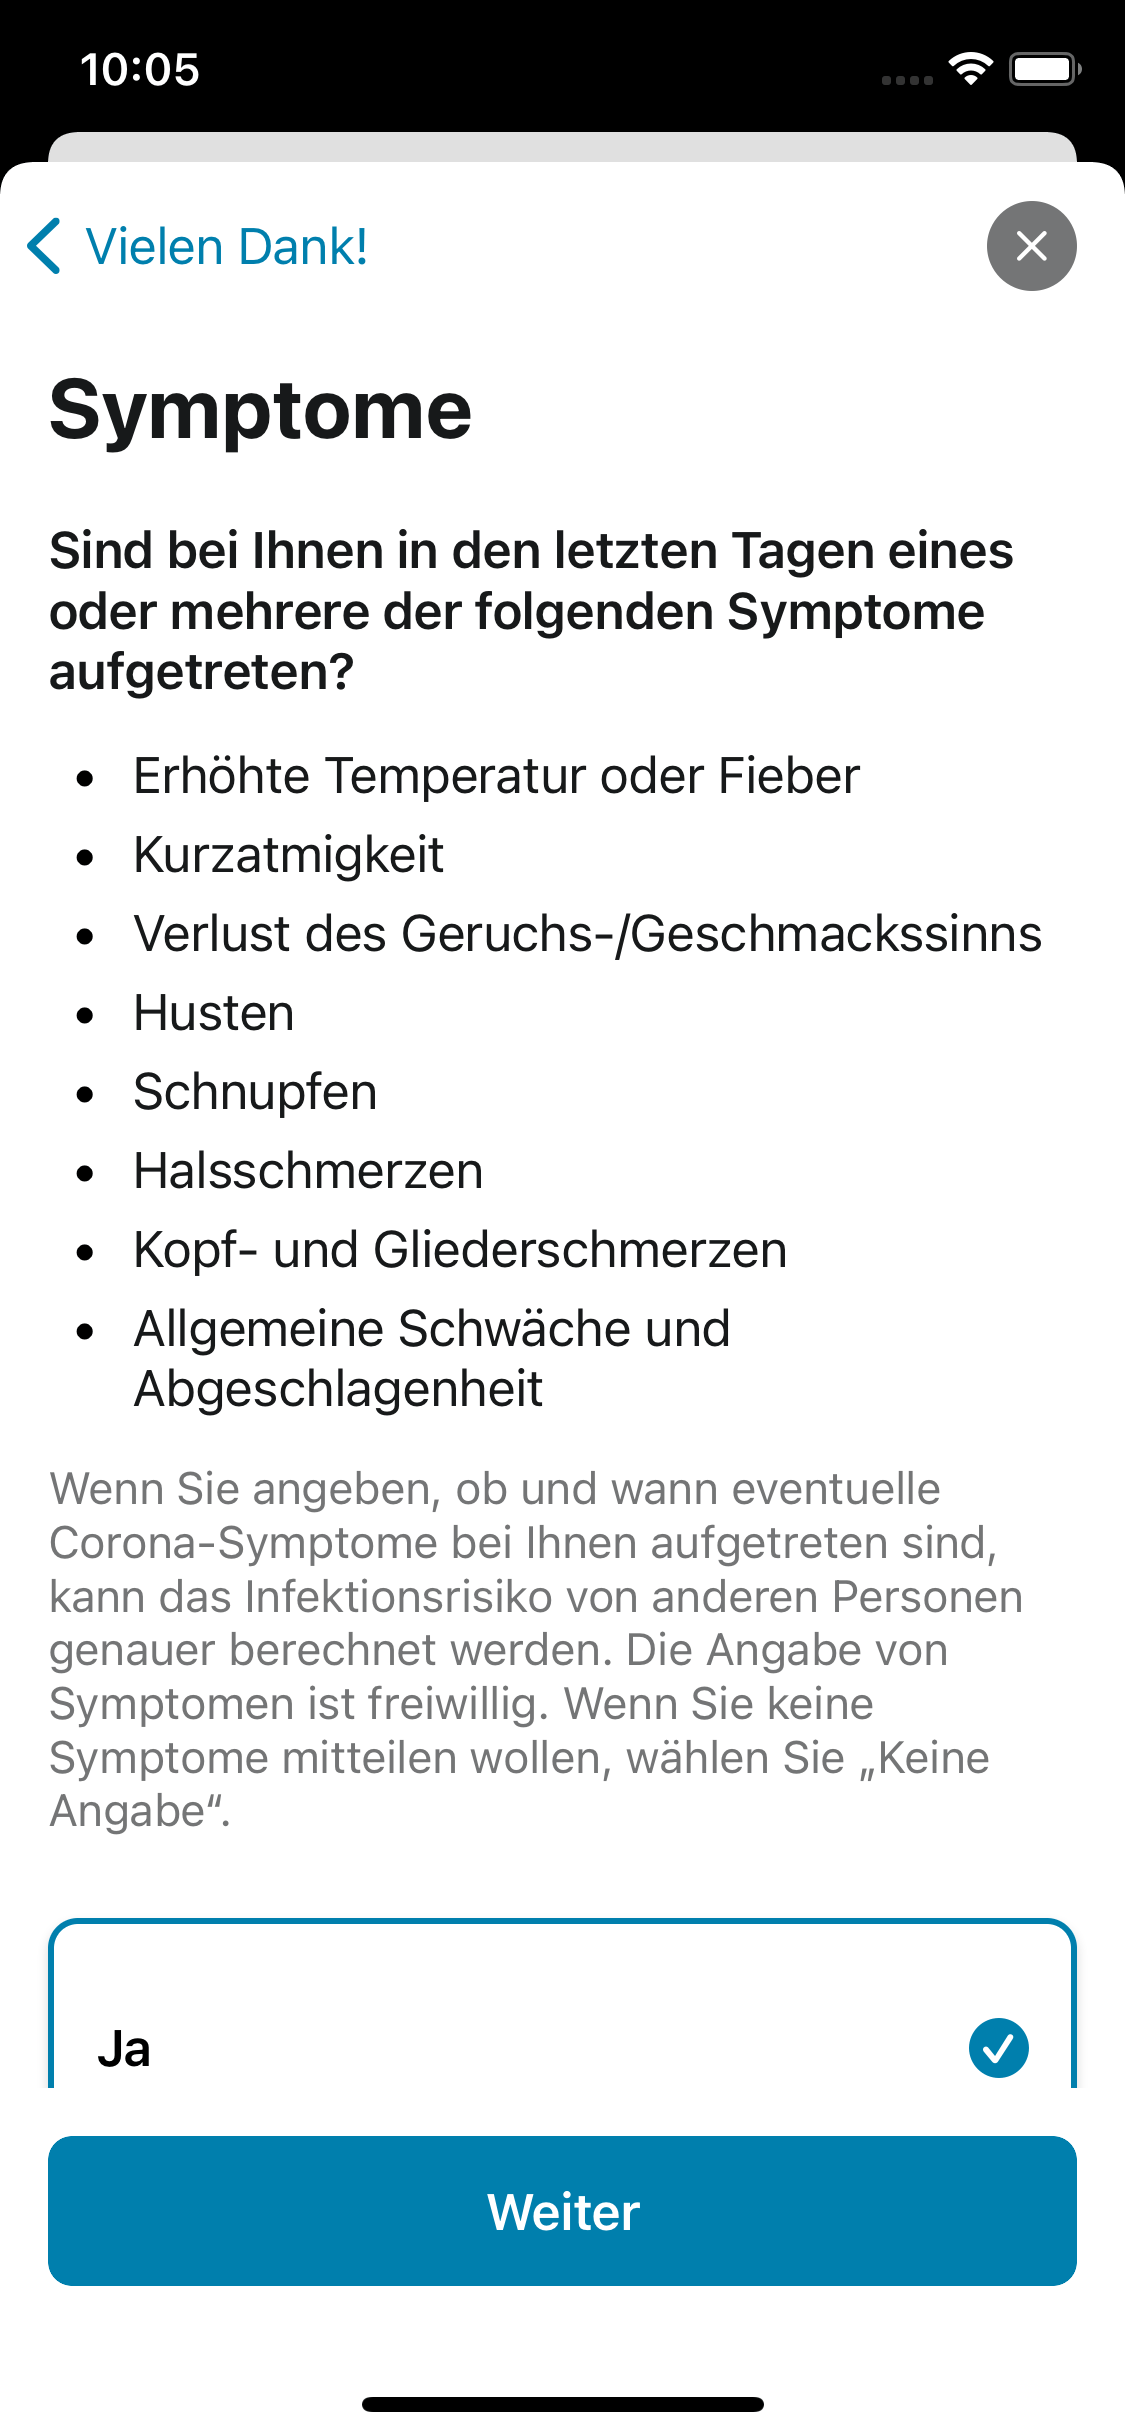 10:05
Vielen Dank!
Symptome
Sind bei Ihnen in den letzten Tagen eines
oder mehrere der folgenden Symptome
aufgetreten?
• Erhöhte Temperatur oder Fieber
• Kurzatmigkeit
• Verlust des Geruchs-/Geschmackssinns
• Husten
• Schnupfen
• Halsschmerzen
• Kopf- und Gliederschmerzen
• Allgemeine Schwäche und
Abgeschlagenheit
Wenn Sie angeben, ob und wann eventuelle
Corona-Symptome bei Ihnen aufgetreten sind,
kann das Infektionsrisiko von anderen Personen
genauer berechnet werden. Die Angabe von
Symptomen ist freiwillig. Wenn Sie keine
Symptome mitteilen wollen, wählen Sie „Keine
Angabe“.
Ja
Weiter